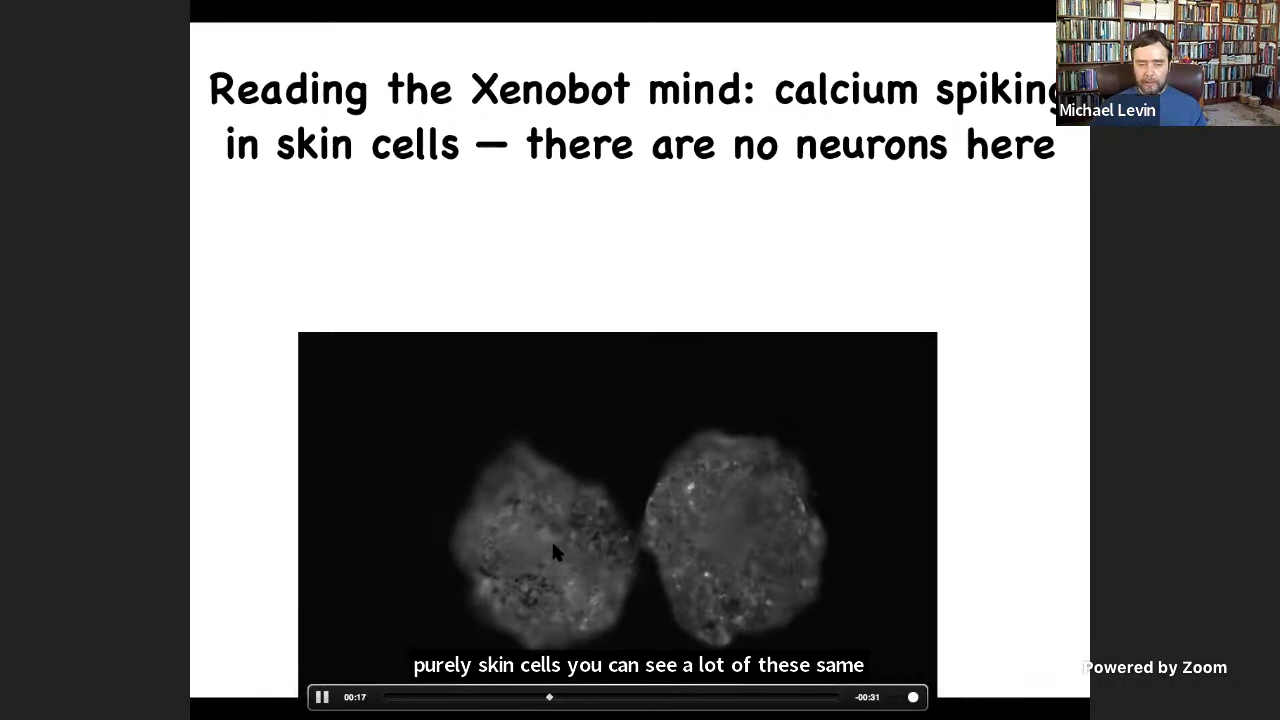 Reading the Xenobot mind: calcium spiking
in skin cells — there are no neurons here
Michael Levin
purely skin cells you can see a lot of these same
00:17
-00:31
Powered by Zoom